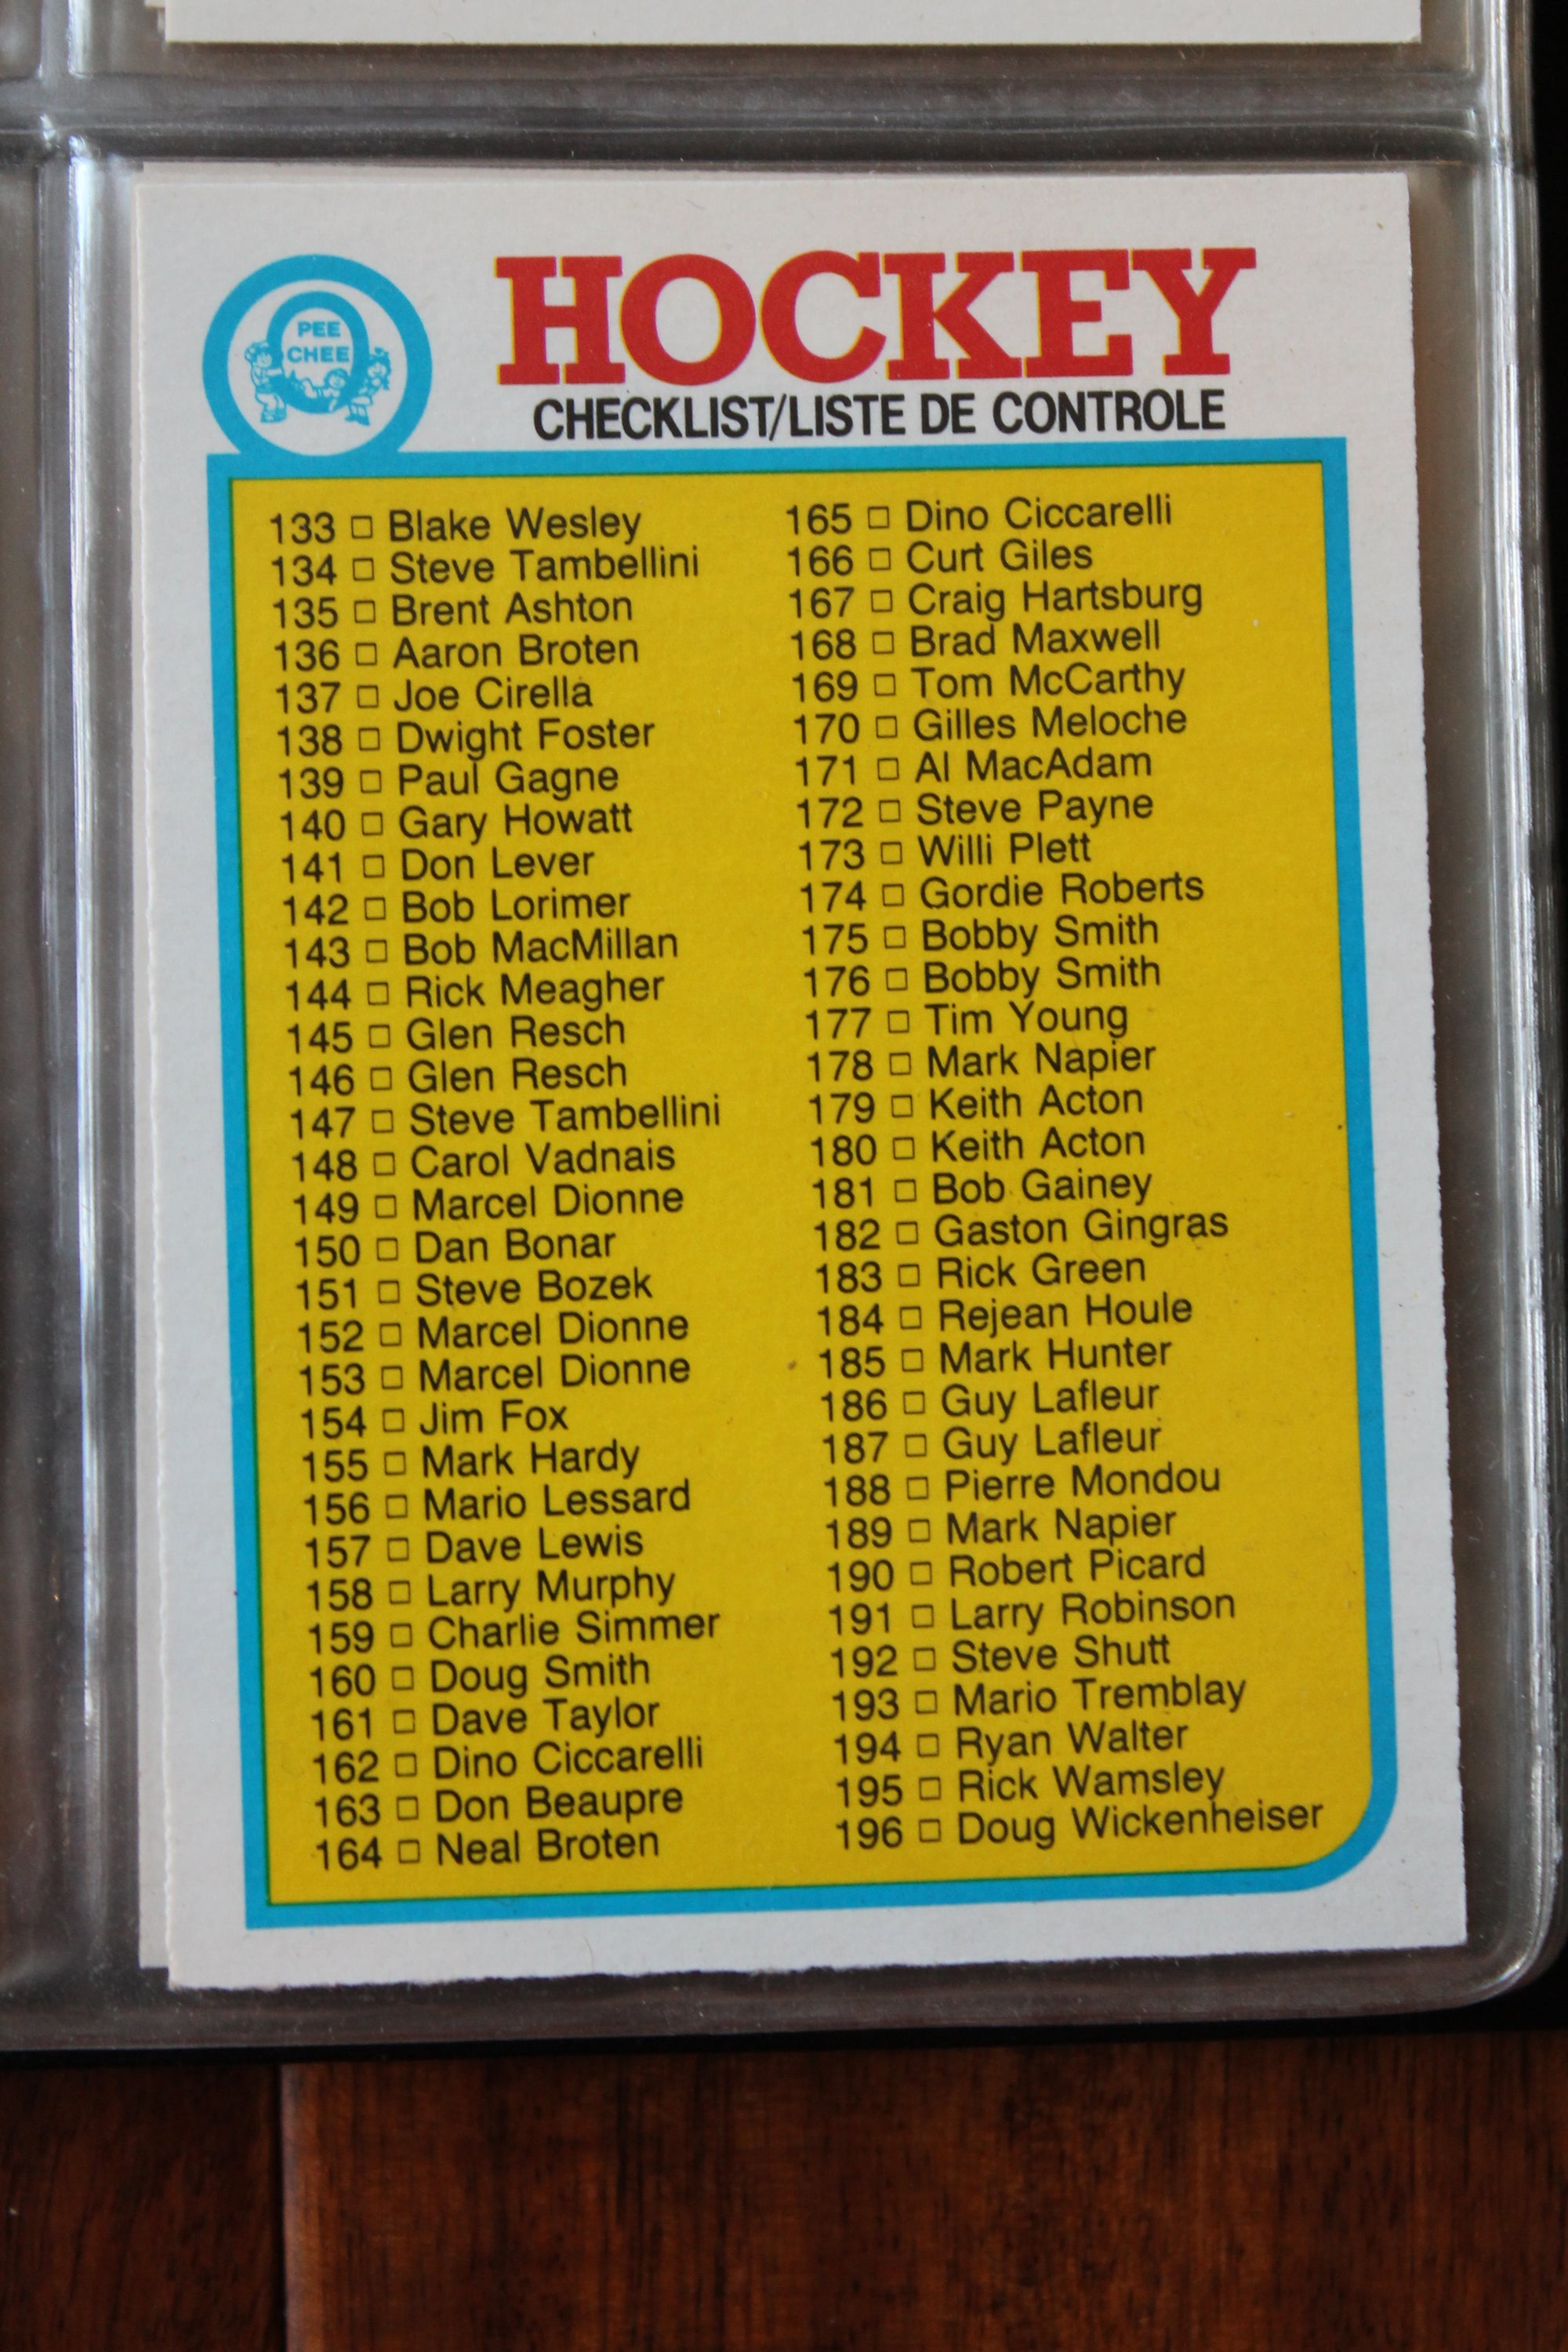 PEE
CHEE
HOCKEY
CHECKLIST/LISTE DE CONTROLE
133 □ Blake Wesley
134 □ Steve Tambellini
135 □ Brent Ashton
136 □ Aaron Broten
137 □ Joe Cirella
138 □ Dwight Foster
139 □ Paul Gagne
140 □ Gary Howatt
141 □ Don Lever
142 □ Bob Lorimer
143 □ Bob MacMillan
144 □ Rick Meagher
145 □ Glen Resch
146 □ Glen Resch
147 □ Steve Tambellini
148 □ Carol Vadnais
149 □ Marcel Dionne
150 □ Dan Bonar
151 □ Steve Bozek
152 □ Marcel Dionne
153 □ Marcel Dionne
154 □ Jim Fox
155 □ Mark Hardy
156 □ Mario Lessard
157 □ Dave Lewis
158 □ Larry Murphy
159 □ Charlie Simmer
160 □ Doug Smith
161 □ Dave Taylor
162 □ Dino Ciccarelli
163 □ Don Beaupre
164 □ Neal Broten
165 □ Dino Ciccarelli
166 □ Curt Giles
167 □ Craig Hartsburg
168 □ Brad Maxwell
169 □ Tom McCarthy
170 □ Gilles Meloche
171 □ Al MacAdam
172 □ Steve Payne
173 □ Willi Plett
174 □ Gordie Roberts
175 □ Bobby Smith
176 □ Bobby Smith
177 □ Tim Young
178 □ Mark Napier
179 □ Keith Acton
180 □ Keith Acton
181 □ Bob Gainey
182 □ Gaston Gingras
183 □ Rick Green
184 □ Rejean Houle
185 □ Mark Hunter
186 □ Guy Lafleur
187 □ Guy Lafleur
188 □ Pierre Mondou
189 □ Mark Napier
190 □ Robert Picard
191 □ Larry Robinson
192 □ Steve Shutt
193 □ Mario Tremblay
194 □ Ryan Walter
195 □ Rick Wamsley
196 □ Doug Wickenheiser